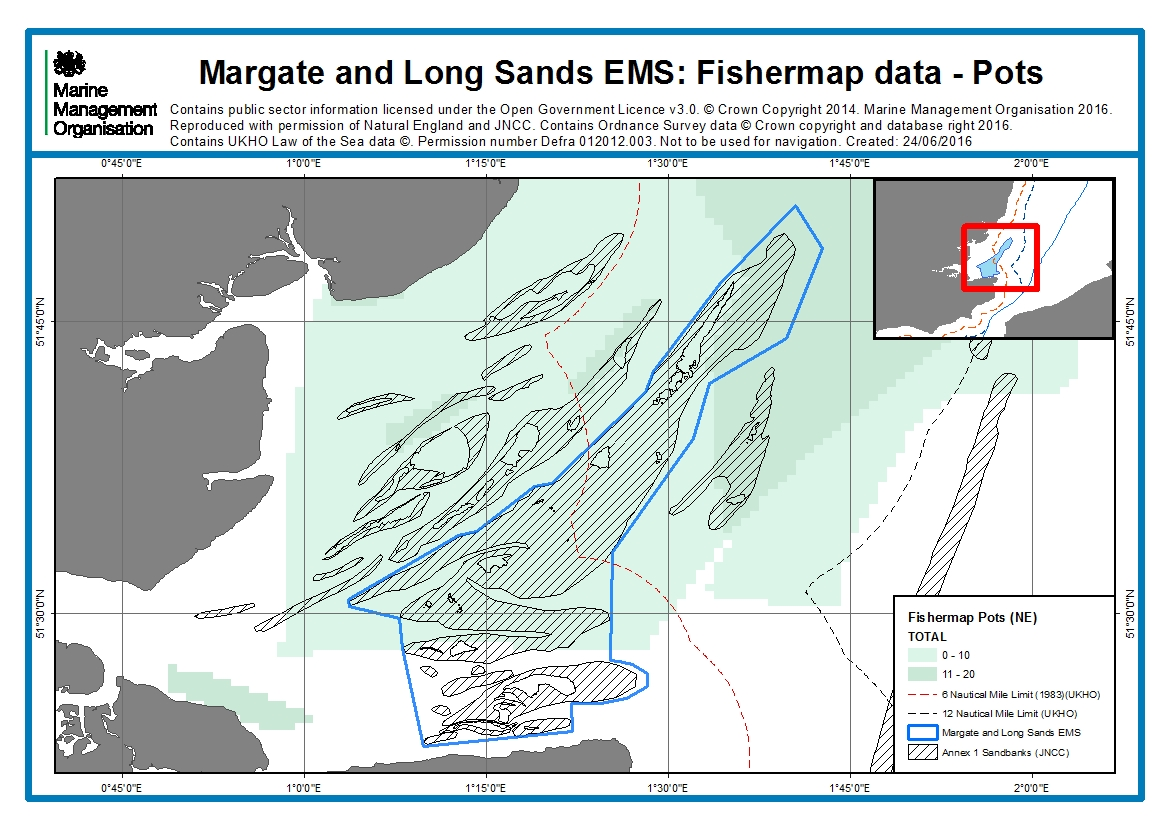 Marine
Management
Organisation
Margate and Long Sands EMS: Fishermap data - Pots
Contains public sector information licensed under the Open Government Licence v3.0. © Crown Copyright 2014. Marine Management Organisation 2016.
Reproduced with permission of Natural England and JNCC. Contains Ordnance Survey data © Crown copyright and database right 2016.
Contains UKHO Law of the Sea data ©. Permission number Defra 012012.003. Not to be used for navigation. Created: 24/06/2016
0°45'0"E 1°0'0"E 1°15'0"E 1°30'0"E 1°45'0"E 2°0'0"E
51°45'0"N 51°45'0"N
51°30'0"N 51°30'0"N
Fishermap Pots (NE)
TOTAL
0 - 10
11 - 20
6 Nautical Mile Limit (1983)(UKHO)
12 Nautical Mile Limit (UKHO)
Margate and Long Sands EMS
Annex 1 Sandbanks (JNCC)
0°45'0"E 1°0'0"E 1°15'0"E 1°30'0"E 1°45'0"E 2°0'0"E